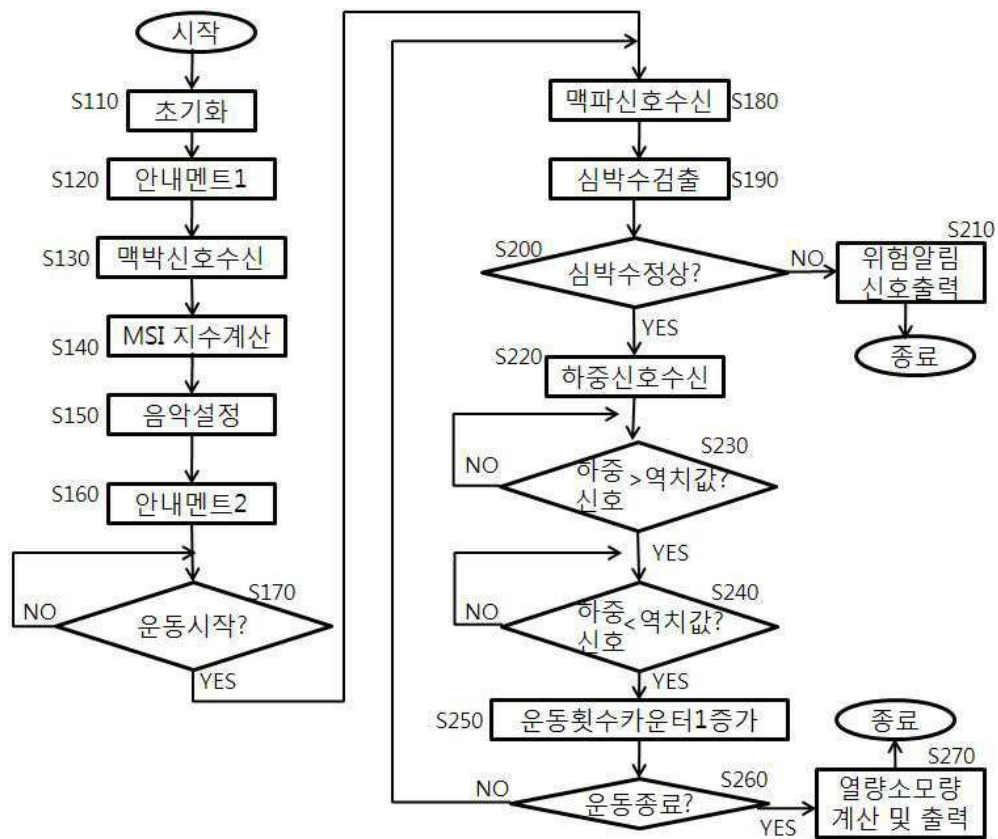 시작
S110
초기화
S120
안내멘트1
S130
맥박신호수신
S140
MSI 지수계산
S150
음악설정
S160
안내멘트2
S170
운동시작?
NO
YES
맥파신호수신
S180
심박수검출
S190
S200
심박수정상?
NO
YES
S210
위험알림
신호출력
종료
S220
하중신호수신
S230
하중
신호
>역치값?
NO
YES
S240
하중
신호
<역치값?
NO
YES
S250
운동횟수카운터1증가
S260
운동종료?
NO
YES
S270
열량소모량
계산 및 출력
종료